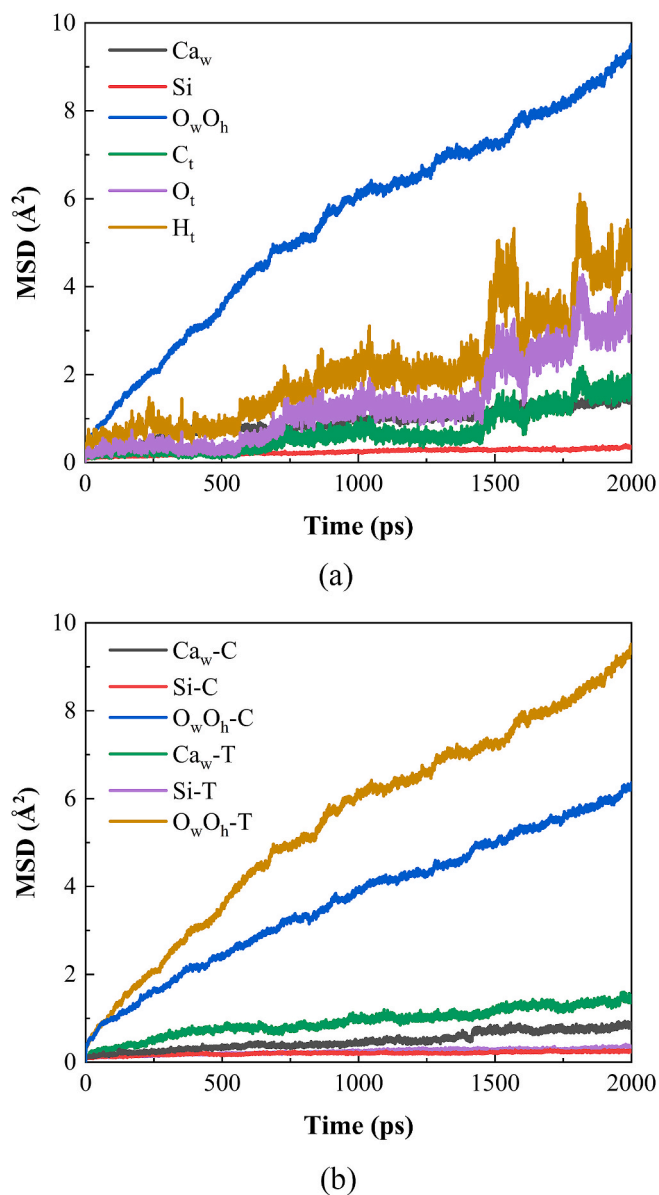 10
8
6
4
2
0
MSD (Å²)
Ca_w
Si
O_wO_h
C_t
O_t
H_t
0 500 1000 1500 2000
Time (ps)
(a)
10
8
6
4
2
0
MSD (Å²)
Ca_w-C
Si-C
O_wO_h-C
Ca_w-T
Si-T
O_wO_h-T
0 500 1000 1500 2000
Time (ps)
(b)